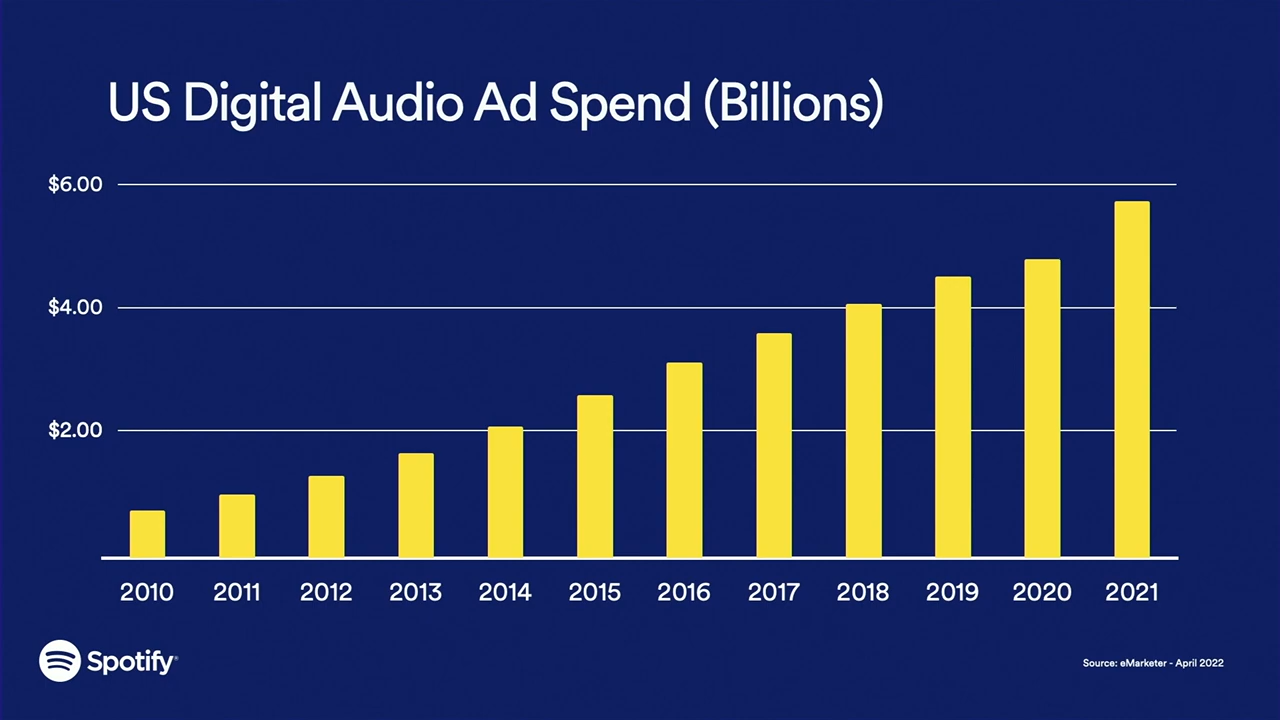 US Digital Audio Ad Spend (Billions)
$6.00
$4.00
$2.00
2010 2011 2012 2013 2014 2015 2016 2017 2018 2019 2020 2021
Spotify®
Source: eMarketer - April 2022